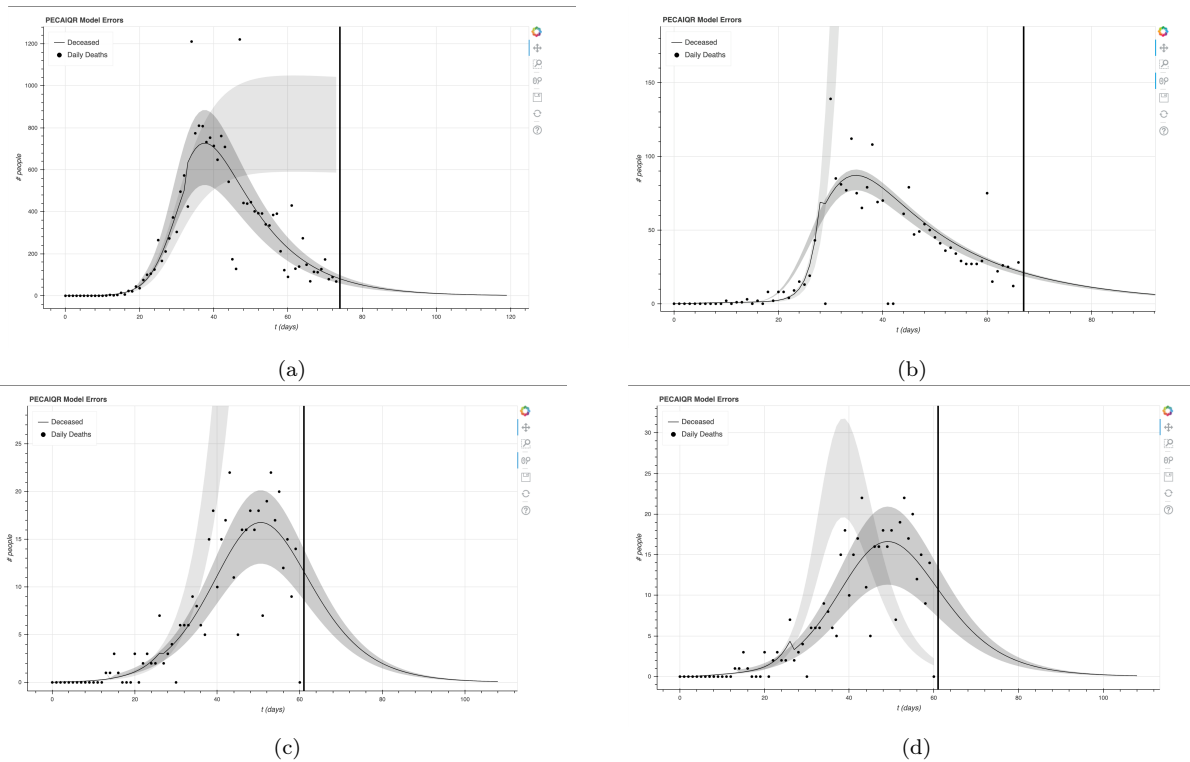 PECAIQR Model Errors
Deceased
Daily Deaths
1200
1000
800
600
400
200
0
# people
0 20 40 60 80 100 120
t (days)
(a)
PECAIQR Model Errors
Deceased
Daily Deaths
150
100
50
0
# people
0 20 40 60 80
t (days)
(b)
PECAIQR Model Errors
Deceased
Daily Deaths
25
20
15
10
5
0
# people
0 20 40 60 80 100
t (days)
(c)
PECAIQR Model Errors
Deceased
Daily Deaths
30
25
20
15
10
5
0
# people
0 20 40 60 80 100
t (days)
(d)